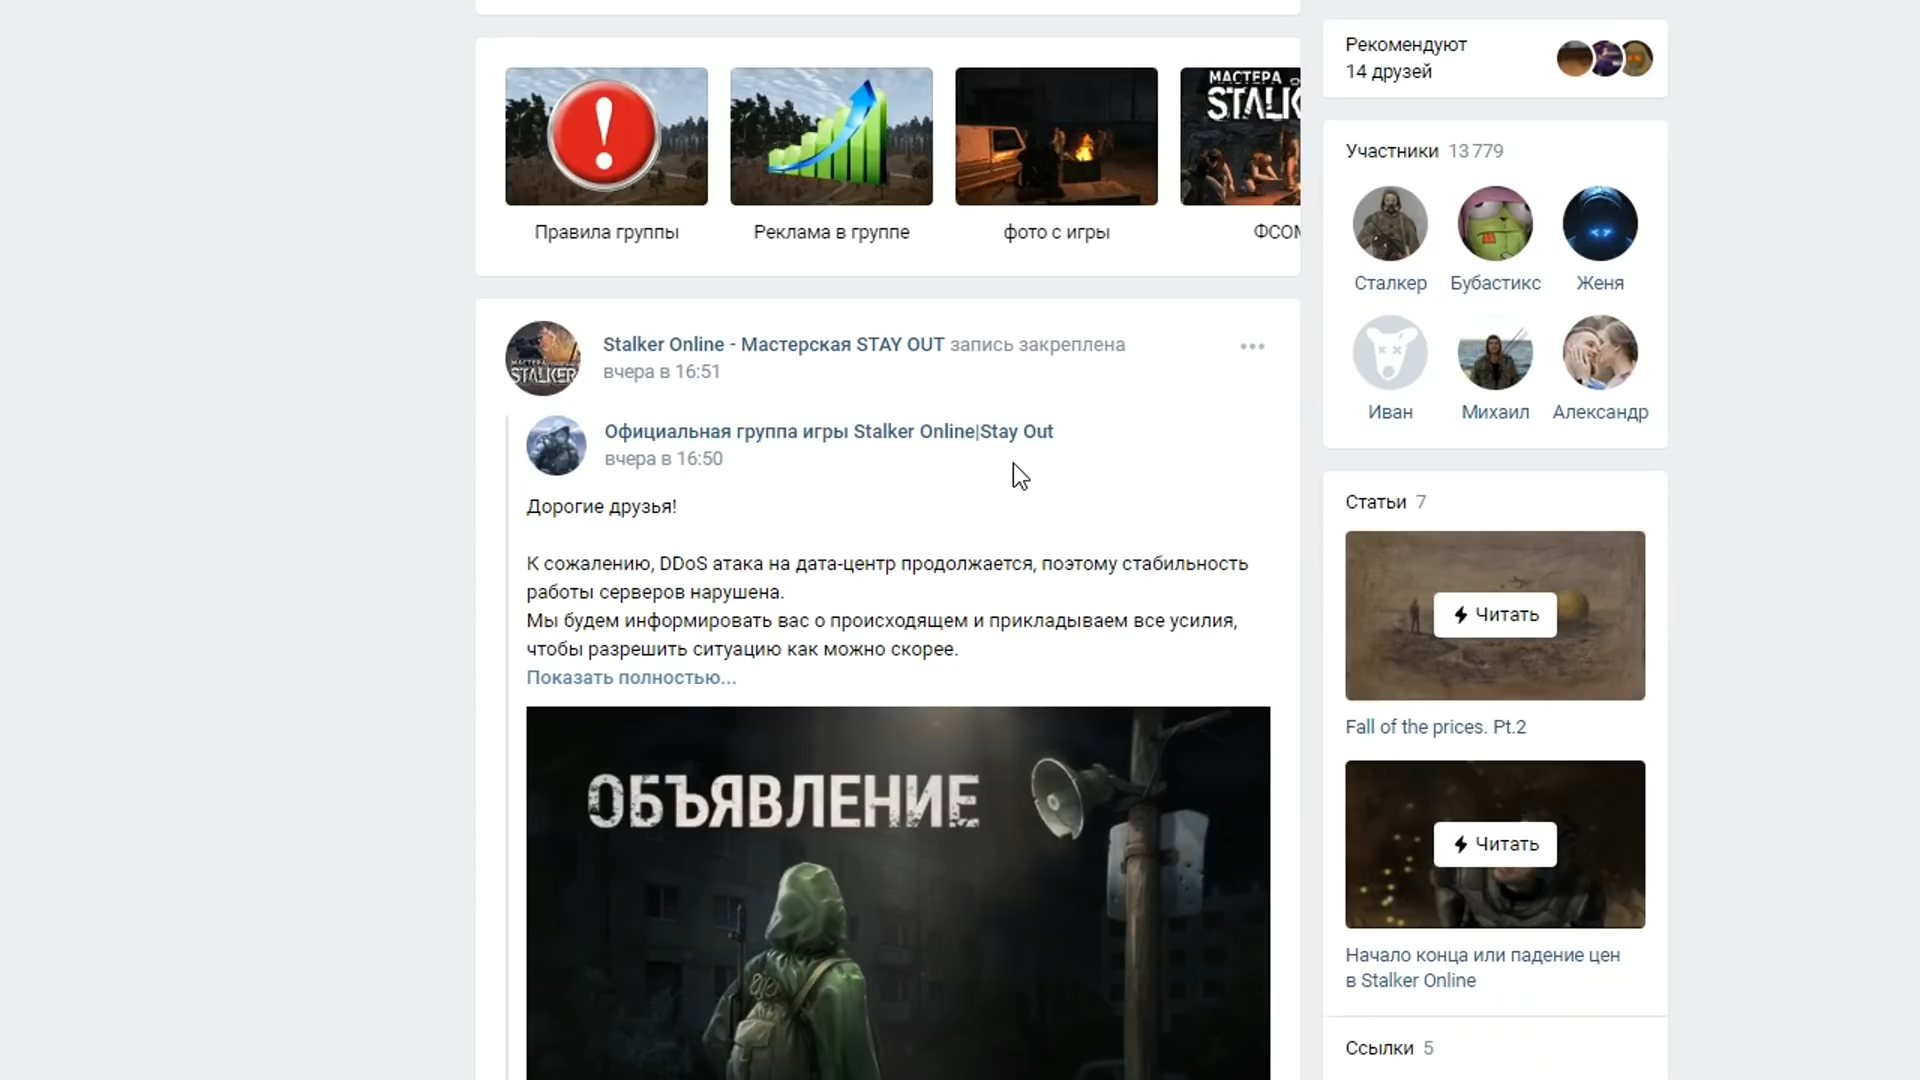 МАСТЕРА
STALK
Правила группы
Реклама в группе
фото с игры
ФСОМ
Stalker Online - Мастерская STAY OUT запись закреплена
вчера в 16:51
МАСТЕРА
STALKER
Официальная группа игры Stalker Online|Stay Out
вчера в 16:50
Дорогие друзья!
К сожалению, DDoS атака на дата-центр продолжается, поэтому стабильность
работы серверов нарушена.
Мы будем информировать вас о происходящем и прикладываем все усилия,
чтобы разрешить ситуацию как можно скорее.
Показать полностью...
ОБЪЯВЛЕНИЕ
Рекомендуют
14 друзей
Участники 13 779
Сталкер Бубастикс Женя
Иван Михаил Александр
Статьи 7
Читать
Fall of the prices. Pt.2
Читать
Начало конца или падение цен
в Stalker Online
Ссылки 5